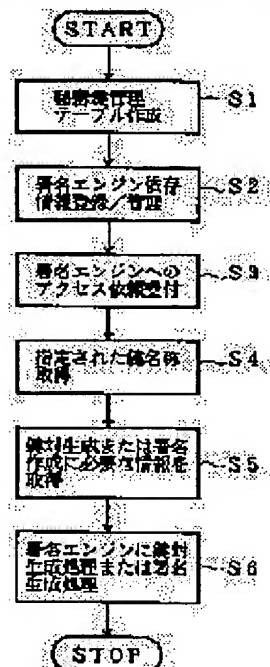 START
秘密鍵管理
テーブル作成
S1
署名エンジン依存
情報登録/管理
S2
署名エンジンへの
アクセス依頼受付
S3
指定された鍵名称
取得
S4
鍵対生成または署名
作成に必要な情報を
取得
S5
署名エンジンに鍵対
生成処理または署名
生成処理
S6
STOP